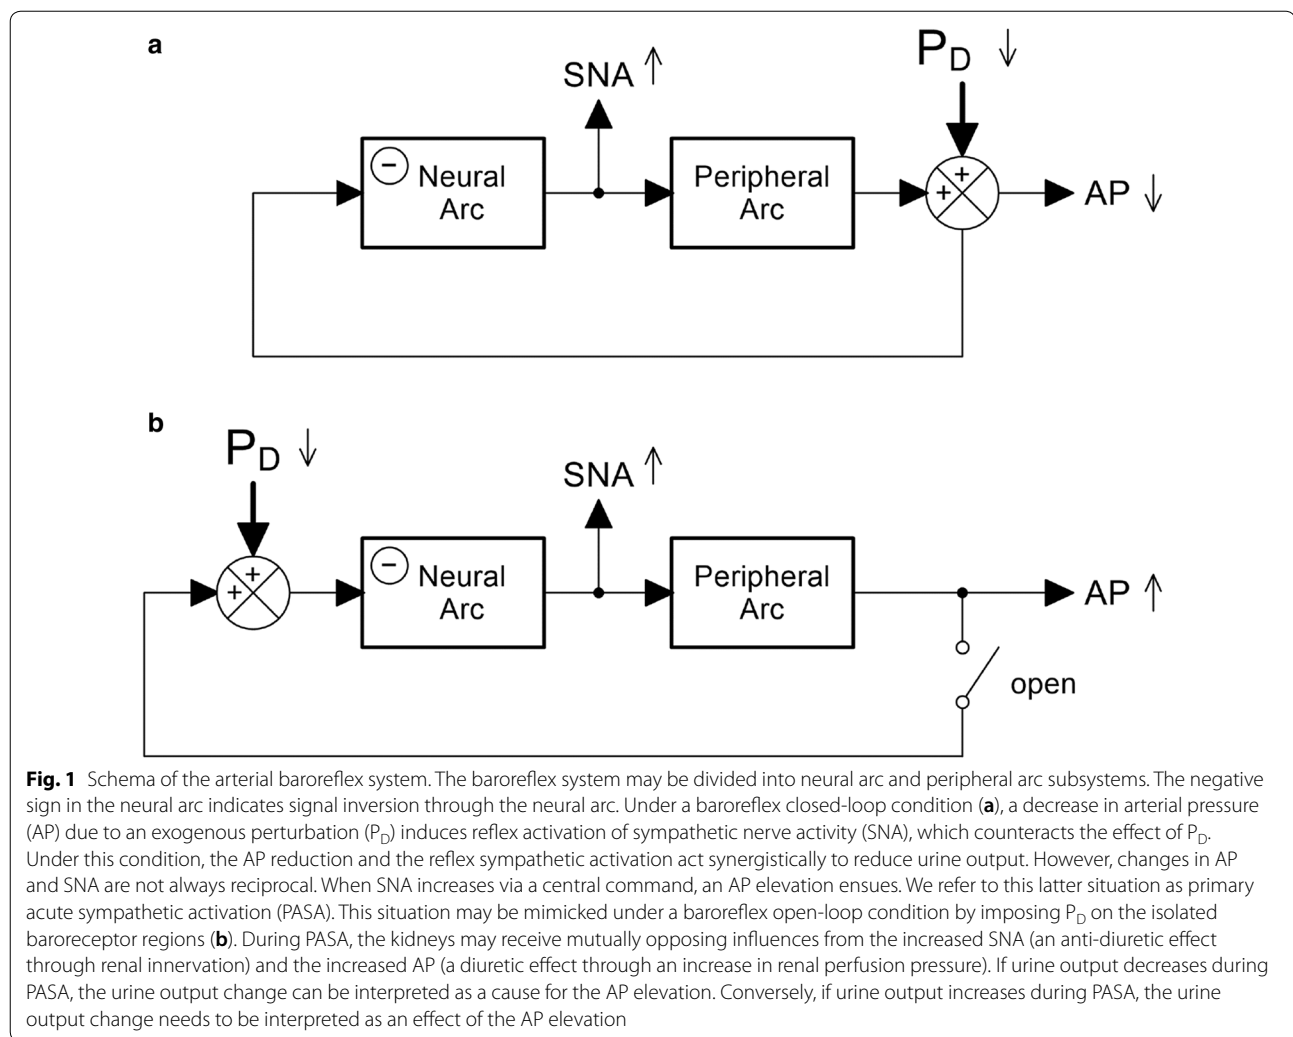 a
P_D ↓
SNA ↑
− Neural
Arc
Peripheral
Arc
+
+
AP ↓
b
P_D ↓
SNA ↑
+
+
− Neural
Arc
Peripheral
Arc
AP ↑
open
Fig. 1 Schema of the arterial baroreflex system. The baroreflex system may be divided into neural arc and peripheral arc subsystems. The negative
sign in the neural arc indicates signal inversion through the neural arc. Under a baroreflex closed-loop condition (a), a decrease in arterial pressure
(AP) due to an exogenous perturbation (P_D) induces reflex activation of sympathetic nerve activity (SNA), which counteracts the effect of P_D.
Under this condition, the AP reduction and the reflex sympathetic activation act synergistically to reduce urine output. However, changes in AP
and SNA are not always reciprocal. When SNA increases via a central command, an AP elevation ensues. We refer to this latter situation as primary
acute sympathetic activation (PASA). This situation may be mimicked under a baroreflex open-loop condition by imposing P_D on the isolated
baroreceptor regions (b). During PASA, the kidneys may receive mutually opposing influences from the increased SNA (an anti-diuretic effect
through renal innervation) and the increased AP (a diuretic effect through an increase in renal perfusion pressure). If urine output decreases during
PASA, the urine output change can be interpreted as a cause for the AP elevation. Conversely, if urine output increases during PASA, the urine
output change needs to be interpreted as an effect of the AP elevation